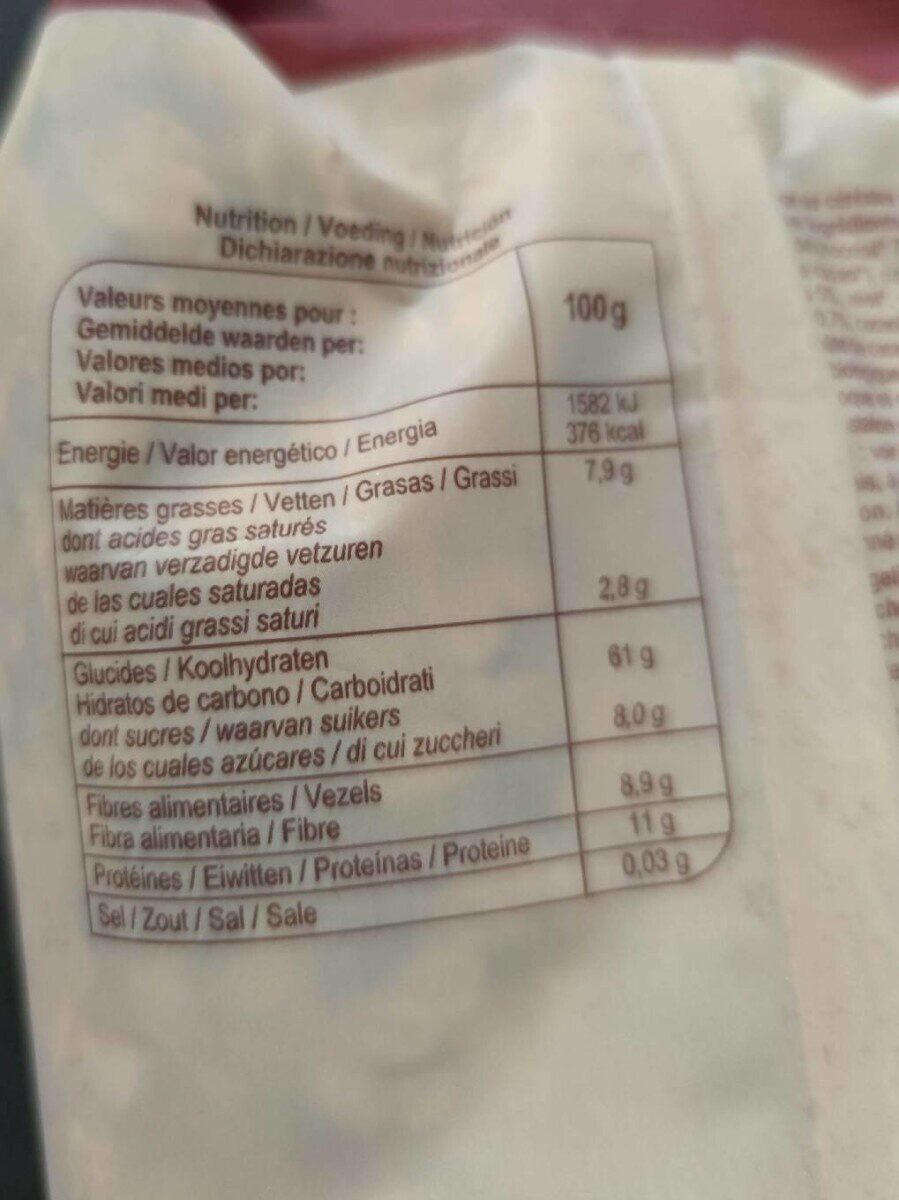 Nutrition / Voeding / Nutrición
Dichiarazione nutrizionale
Valeurs moyennes pour :
Gemiddelde waarden per:
Valores medios por:
Valori medi per:
100 g
Energie / Valor energético / Energia
1582 kJ
376 kcal
Matières grasses / Vetten / Grasas / Grassi
7,9 g
dont acides gras saturés
waarvan verzadigde vetzuren
de las cuales saturadas
di cui acidi grassi saturi
2,8 g
Glucides / Koolhydraten
Hidratos de carbono / Carboidrati
61 g
dont sucres / waarvan suikers
de los cuales azúcares / di cui zuccheri
8,0 g
Fibres alimentaires / Vezels
Fibra alimentaria / Fibre
8,9 g
Protéines / Eiwitten / Proteínas / Proteine
11 g
Sel / Zout / Sal / Sale
0,03 g